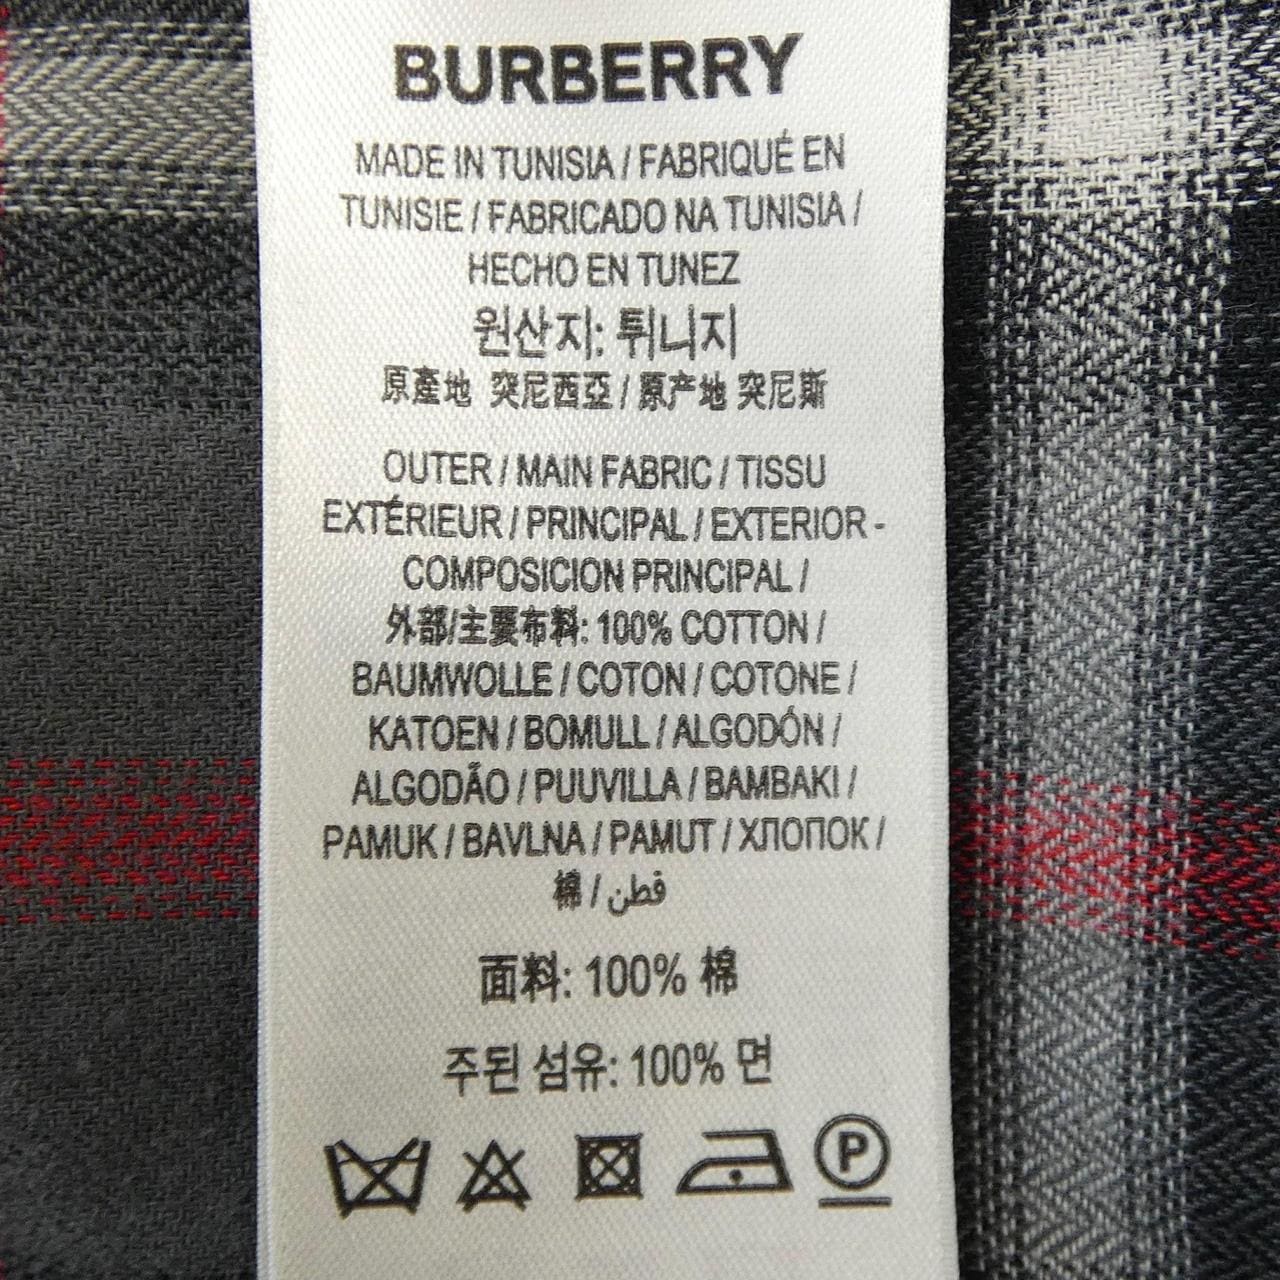 BURBERRY
MADE IN TUNISIA / FABRIQUÉ EN
TUNISIE / FABRICADO NA TUNISIA /
HECHO EN TUNEZ
원산지: 튀니지
原產地 突尼西亞 / 原产地 突尼斯
OUTER / MAIN FABRIC / TISSU
EXTÉRIEUR / PRINCIPAL / EXTERIOR -
COMPOSICION PRINCIPAL /
外部/主要布料: 100% COTTON /
BAUMWOLLE / COTON / COTONE /
KATOEN / BOMULL / ALGODÓN /
ALGODÃO / PUUVILLA / BAMBAKI /
PAMUK / BAVLNA / PAMUT / ХЛОПОК /
棉 / قطن
面料: 100% 棉
주된 섬유: 100% 면
P